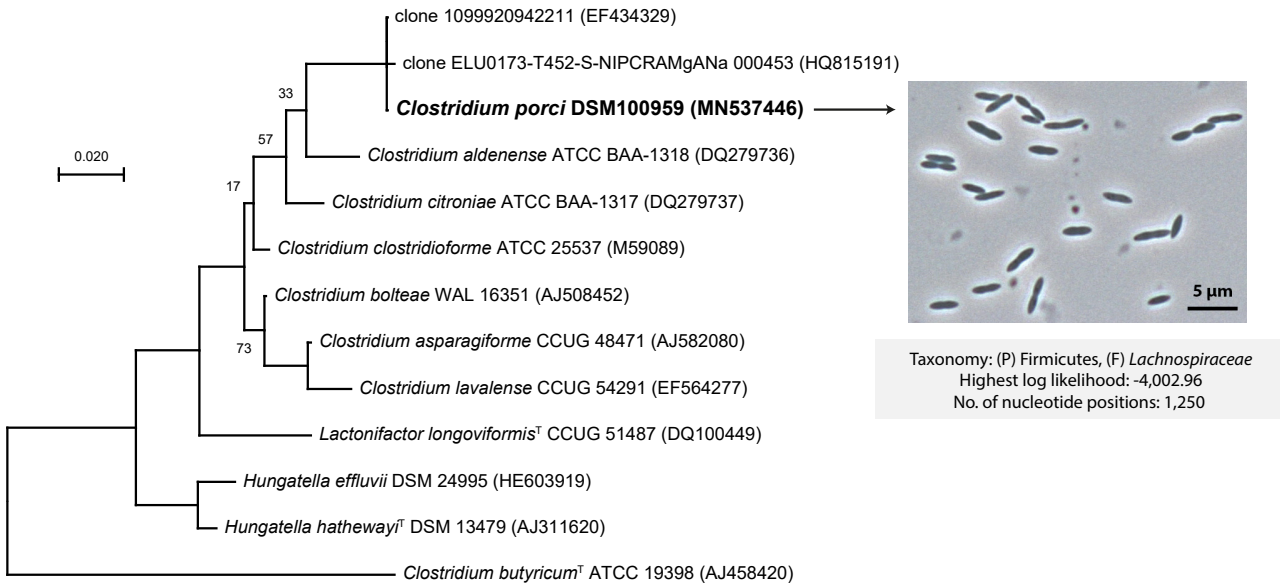 clone 1099920942211 (EF434329)
clone ELU0173-T452-S-NIPCRAMgANa 000453 (HQ815191)
33
Clostridium porci DSM100959 (MN537446)
57
0.020
Clostridium aldenense ATCC BAA-1318 (DQ279736)
17
Clostridium citroniae ATCC BAA-1317 (DQ279737)
Clostridium clostridioforme ATCC 25537 (M59089)
Clostridium bolteae WAL 16351 (AJ508452)
5 µm
Clostridium asparagiforme CCUG 48471 (AJ582080)
73
Clostridium lavalense CCUG 54291 (EF564277)
Taxonomy: (P) Firmicutes, (F) Lachnospiraceae
Highest log likelihood: -4,002.96
No. of nucleotide positions: 1,250
Lactonifactor longoviformisᵀ CCUG 51487 (DQ100449)
Hungatella effluvii DSM 24995 (HE603919)
Hungatella hathewayiᵀ DSM 13479 (AJ311620)
Clostridium butyricumᵀ ATCC 19398 (AJ458420)